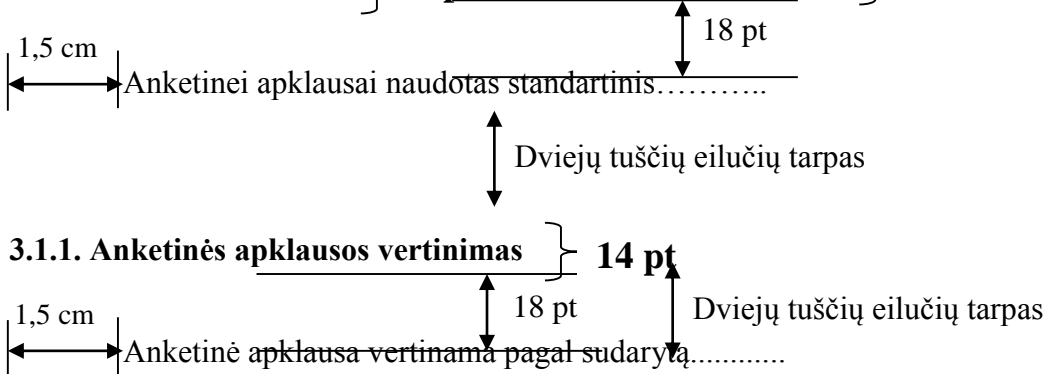 18 pt
1,5 cm
Anketinei apklausai naudotas standartinis………..
Dviejų tuščių eilučių tarpas
3.1.1. Anketinės apklausos vertinimas
14 pt
18 pt
Dviejų tuščių eilučių tarpas
1,5 cm
Anketinė apklausa vertinama pagal sudarytą............